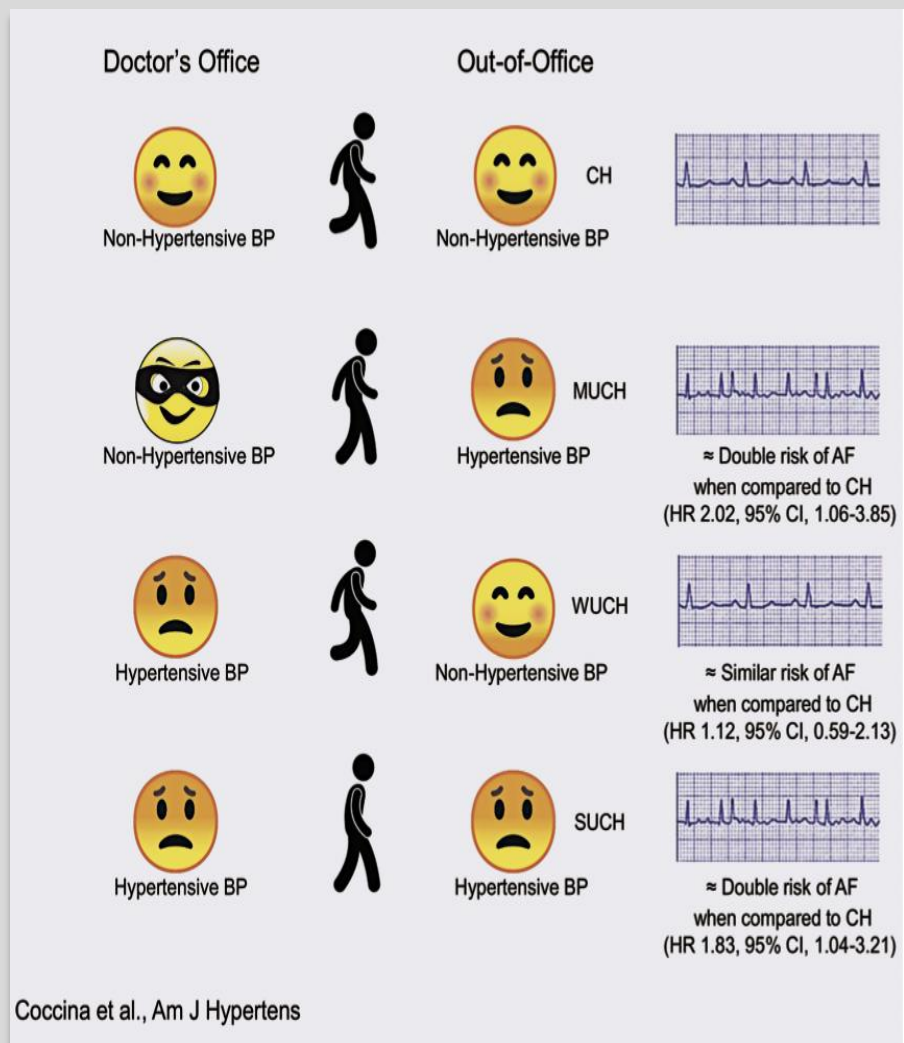 Doctor's Office
Out-of-Office
CH
Non-Hypertensive BP
Non-Hypertensive BP
MUCH
Non-Hypertensive BP
Hypertensive BP
≈ Double risk of AF
when compared to CH
(HR 2.02, 95% CI, 1.06-3.85)
WUCH
Hypertensive BP
Non-Hypertensive BP
≈ Similar risk of AF
when compared to CH
(HR 1.12, 95% CI, 0.59-2.13)
SUCH
Hypertensive BP
Hypertensive BP
≈ Double risk of AF
when compared to CH
(HR 1.83, 95% CI, 1.04-3.21)
Coccina et al., Am J Hypertens